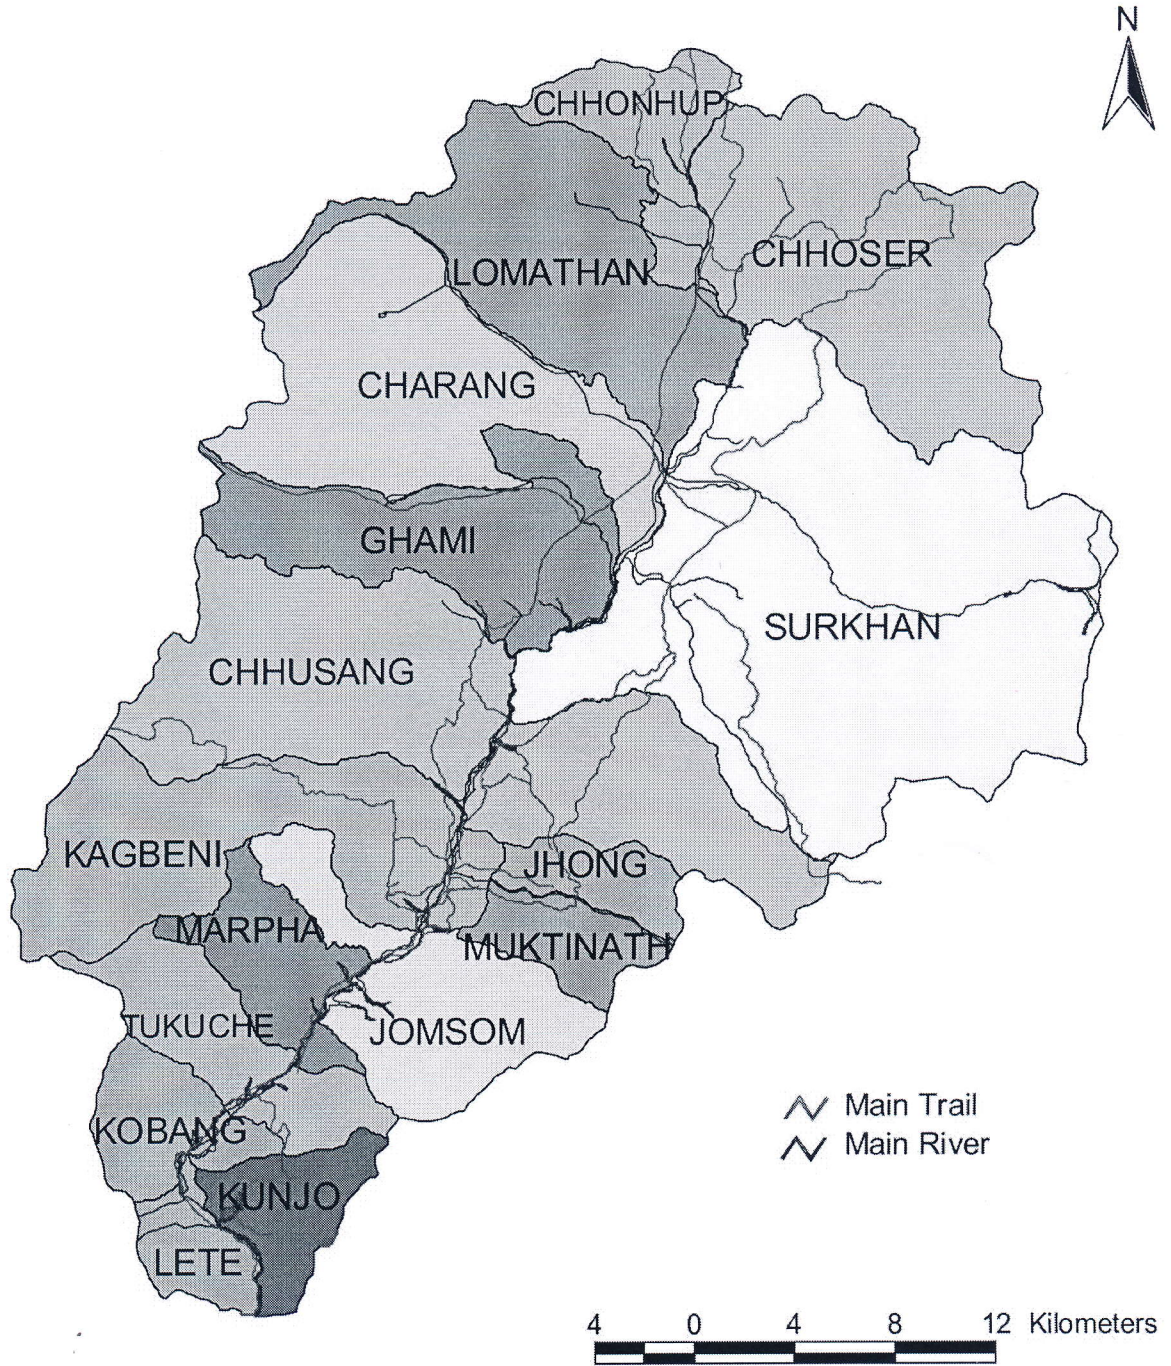 N
CHHONHUP
CHHOSER
LOMATHAN
CHARANG
GHAMI
SURKHAN
CHHUSANG
KAGBENI
JHONG
MARPHA
MUKTINATH
TUKUCHE
JOMSOM
Main Trail
KOBANG
Main River
KUNJO
LETE
4 0 4 8 12 Kilometers